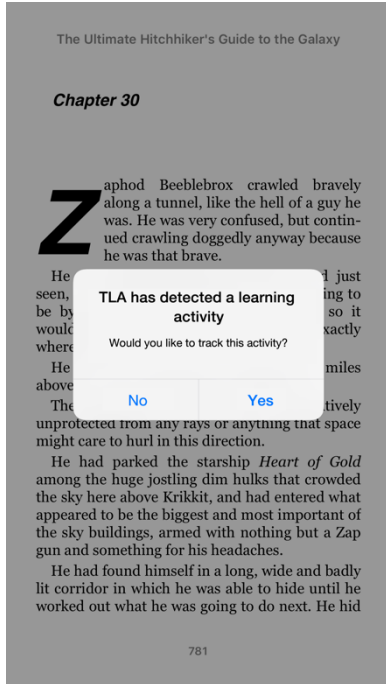 The Ultimate Hitchhiker's Guide to the Galaxy
Chapter 30
Zaphod Beeblebrox crawled bravely
along a tunnel, like the hell of a guy he
was. He was very confused, but contin-
ued crawling doggedly anyway because
he was that brave.
He just
seen, to
be by so it
would
where
TLA has detected a learning
activity
Would you like to track this activity?
No Yes
He miles
above
unprotected from any rays or anything that space
might care to hurl in this direction.
He had parked the starship Heart of Gold
among the huge jostling dim hulks that crowded
the sky here above Krikkit, and had entered what
appeared to be the biggest and most important of
the sky buildings, armed with nothing but a Zap
gun and something for his headaches.
He had found himself in a long, wide and badly
lit corridor in which he was able to hide until he
worked out what he was going to do next. He hid
781